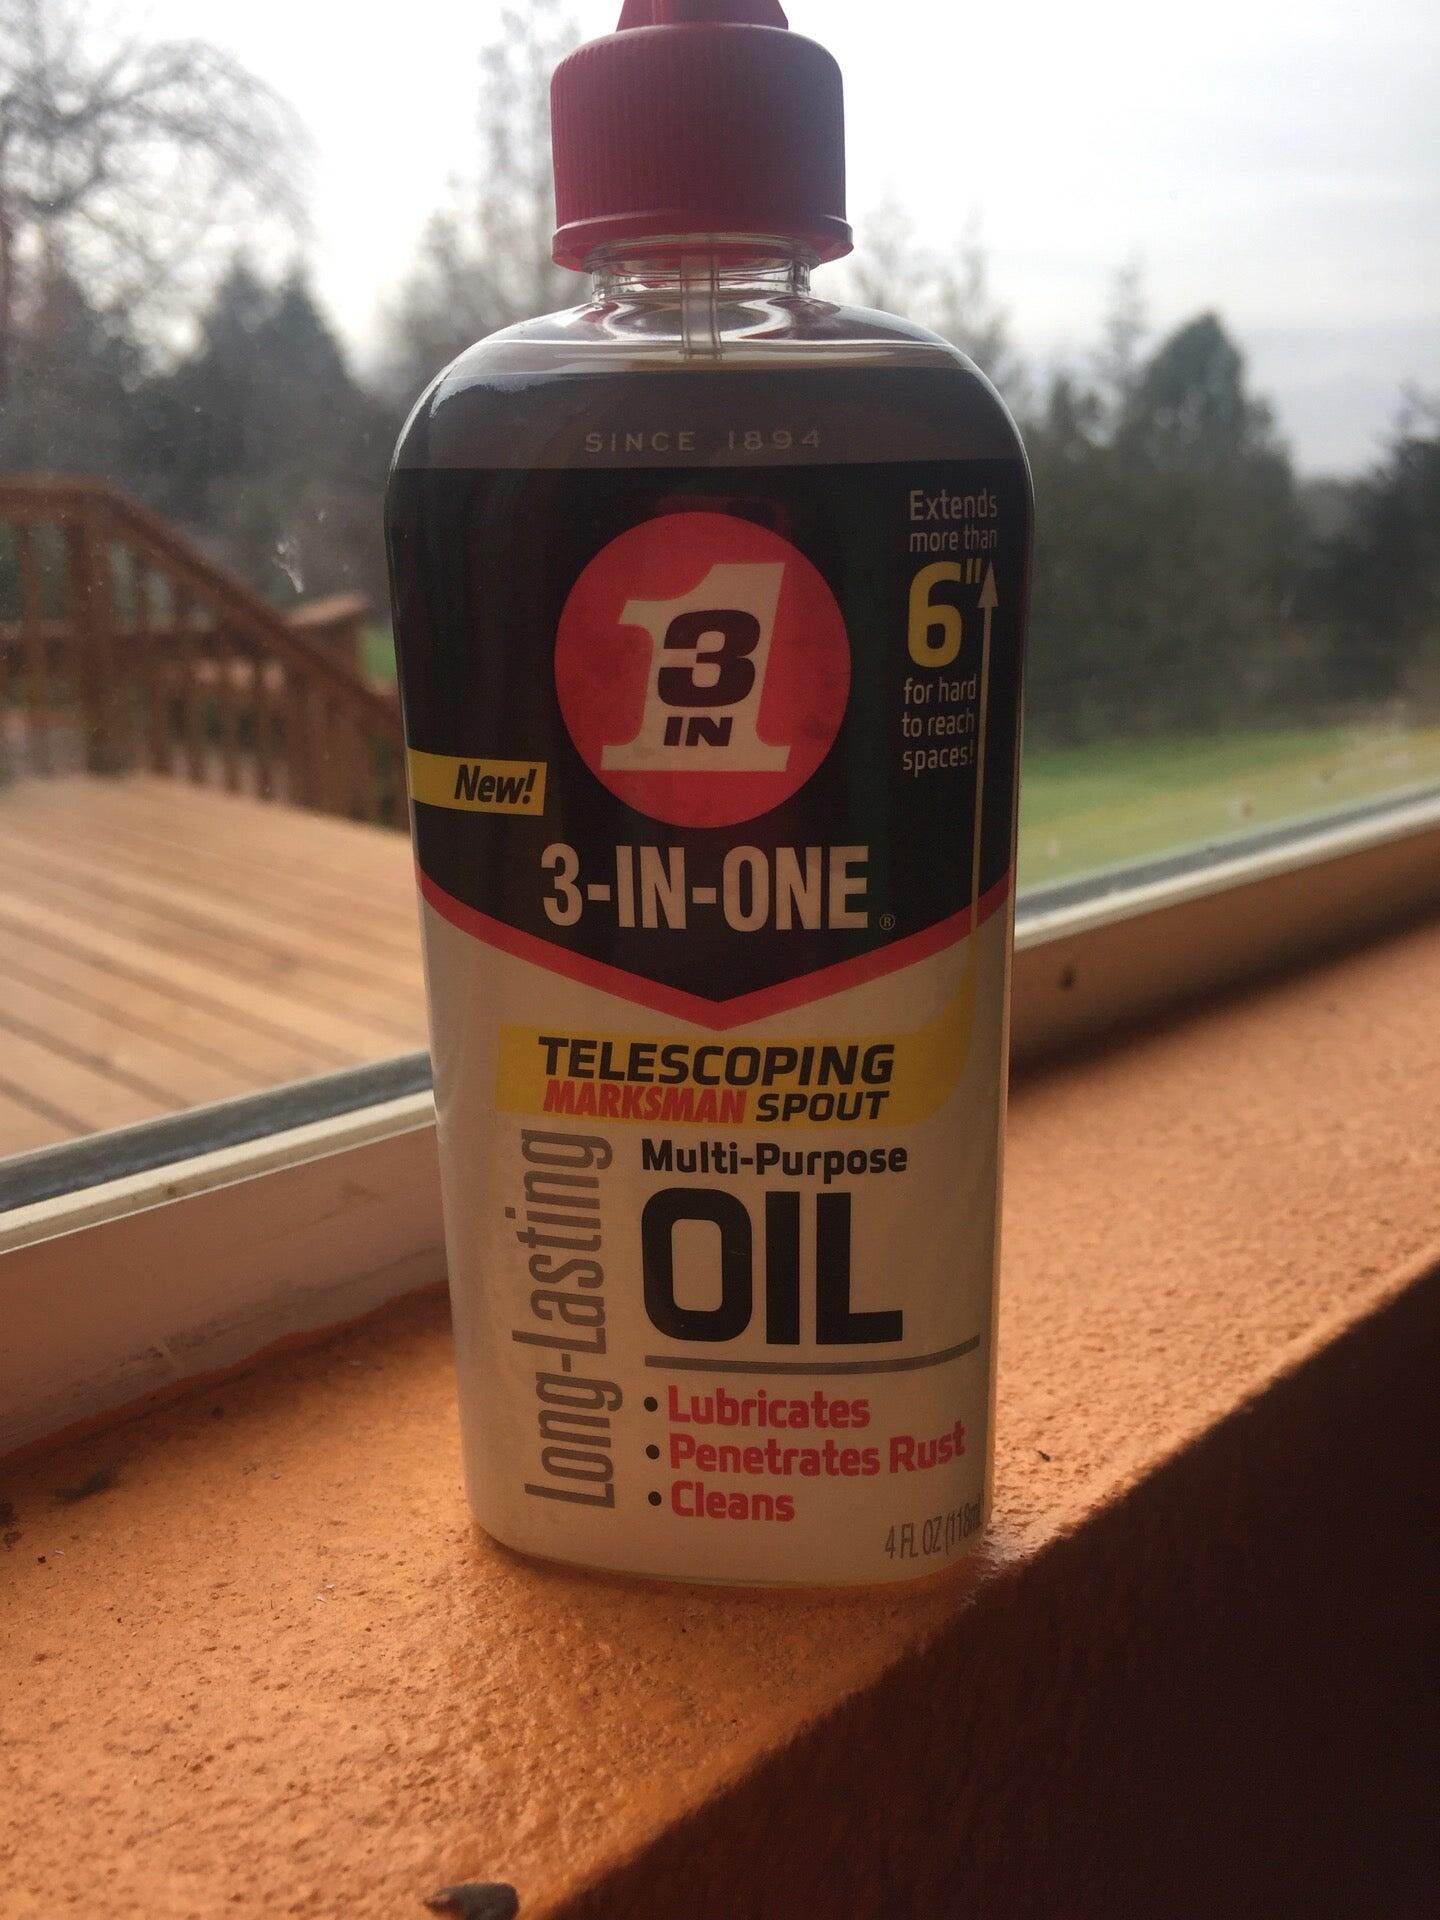 SINCE 1894
Extends
more than
6"
for hard
to reach
spaces!
1
3
IN
New!
3-IN-ONE®
TELESCOPING
MARKSMAN SPOUT
Long-Lasting
Multi-Purpose
OIL
• Lubricates
• Penetrates Rust
• Cleans
4 FL OZ (118m